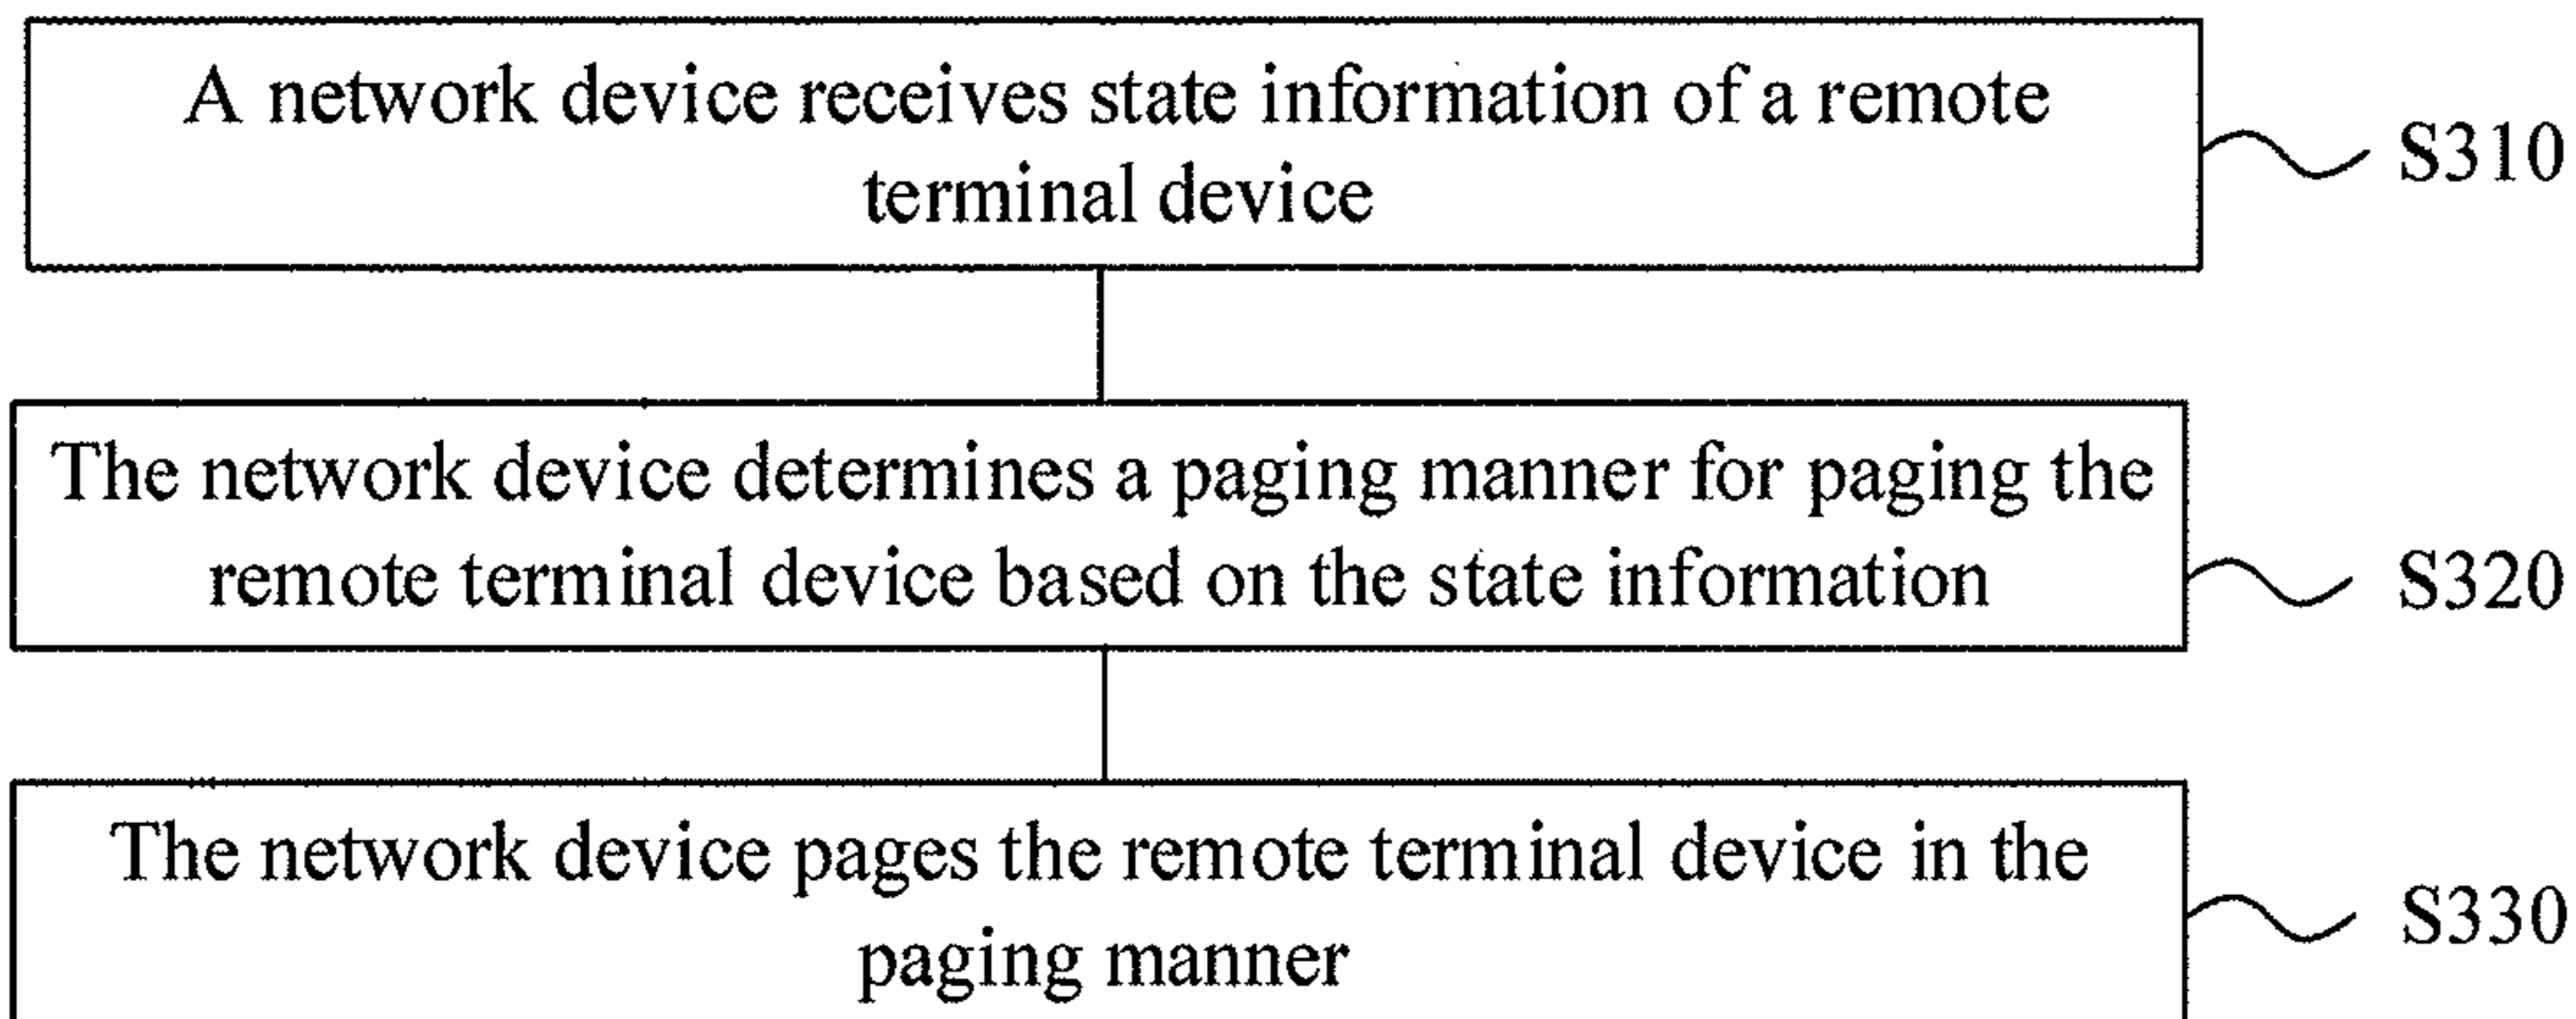 A network device receives state information of a remote
terminal device
S310
The network device determines a paging manner for paging the
remote terminal device based on the state information
S320
The network device pages the remote terminal device in the
paging manner
S330